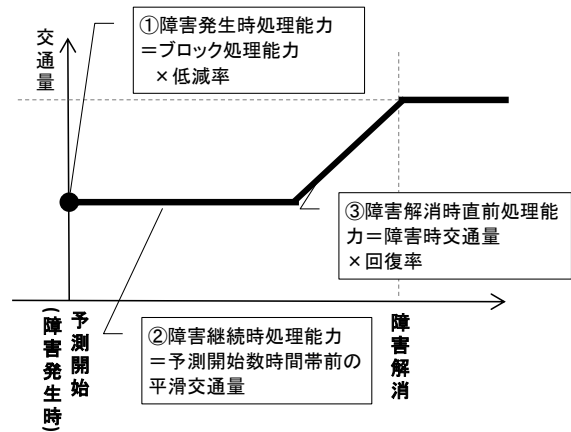 交通量
①障害発生時処理能力
＝ブロック処理能力
×低減率
③障害解消時直前処理能
力＝障害時交通量
×回復率
予測開始
(障害発生時)
②障害継続時処理能力
＝予測開始数時間帯前の
平滑交通量
障害解消